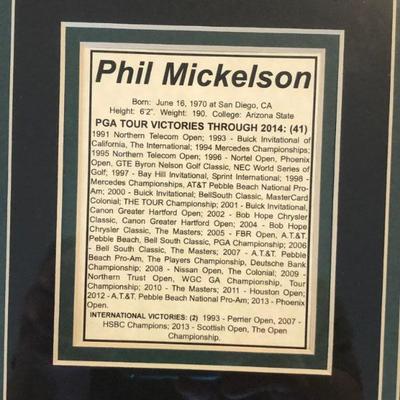 Phil Mickelson
Born: June 16, 1970 at San Diego, CA
Height: 6'2". Weight: 190. College: Arizona State
PGA TOUR VICTORIES THROUGH 2014: (41)
1991 Northern Telecom Open; 1993 - Buick Invitational of
California, The International; 1994 Mercedes Championships;
1995 Northern Telecom Open; 1996 - Nortel Open, Phoenix
Open, GTE Byron Nelson Golf Classic, NEC World Series of
Golf; 1997 - Bay Hill Invitational, Sprint International; 1998 -
Mercedes Championships, AT&T Pebble Beach National Pro-
Am; 2000 - Buick Invitational; BellSouth Classic, MasterCard
Colonial; THE TOUR Championship; 2001 - Buick Invitational,
Canon Greater Hartford Open; 2002 - Bob Hope Chrysler
Classic, Canon Greater Hartford Open; 2004 - Bob Hope
Chrysler Classic, The Masters; 2005 - FBR Open, A.T.&T.
Pebble Beach, Bell South Classic, PGA Championship; 2006
- Bell South Classic, The Masters; 2007 - A.T.&T. Pebble
Beach Pro-Am, The Players Championship, Deutsche Bank
Championship; 2008 - Nissan Open, The Colonial; 2009 -
Northern Trust Open, WGC GA Championship, Tour
Championship; 2010 - The Masters; 2011 - Houston Open;
2012 - A.T.&T. Pebble Beach National Pro-Am; 2013 - Phoenix
Open.
INTERNATIONAL VICTORIES: (2) 1993 - Perrier Open, 2007 -
HSBC Champions; 2013 - Scottish Open, The Open
Championship.